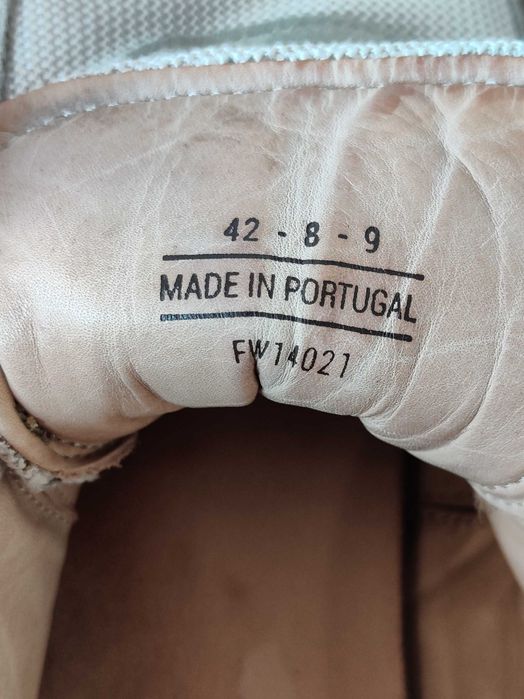 42 - 8 - 9
MADE IN PORTUGAL
FW14021